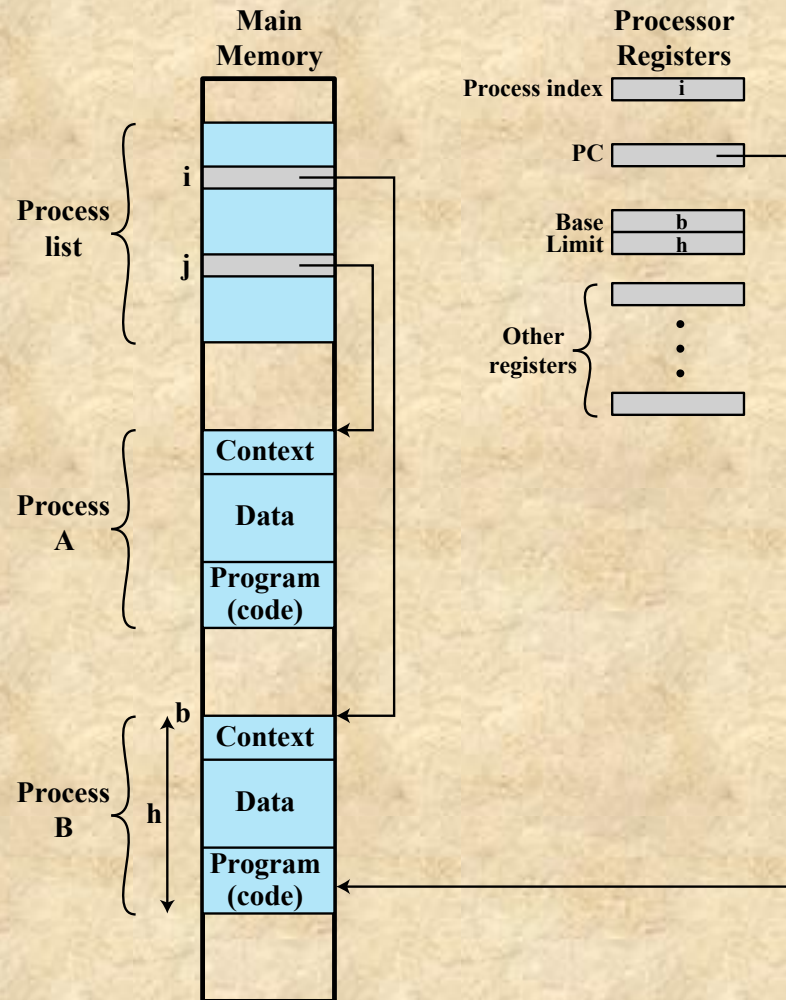 Main
Memory
Processor
Registers
Process index
i
PC
Base
b
Limit
h
Other
registers
i
Process
list
j
Context
Process
A
Data
Program
(code)
b
Context
Process
B
h
Data
Program
(code)